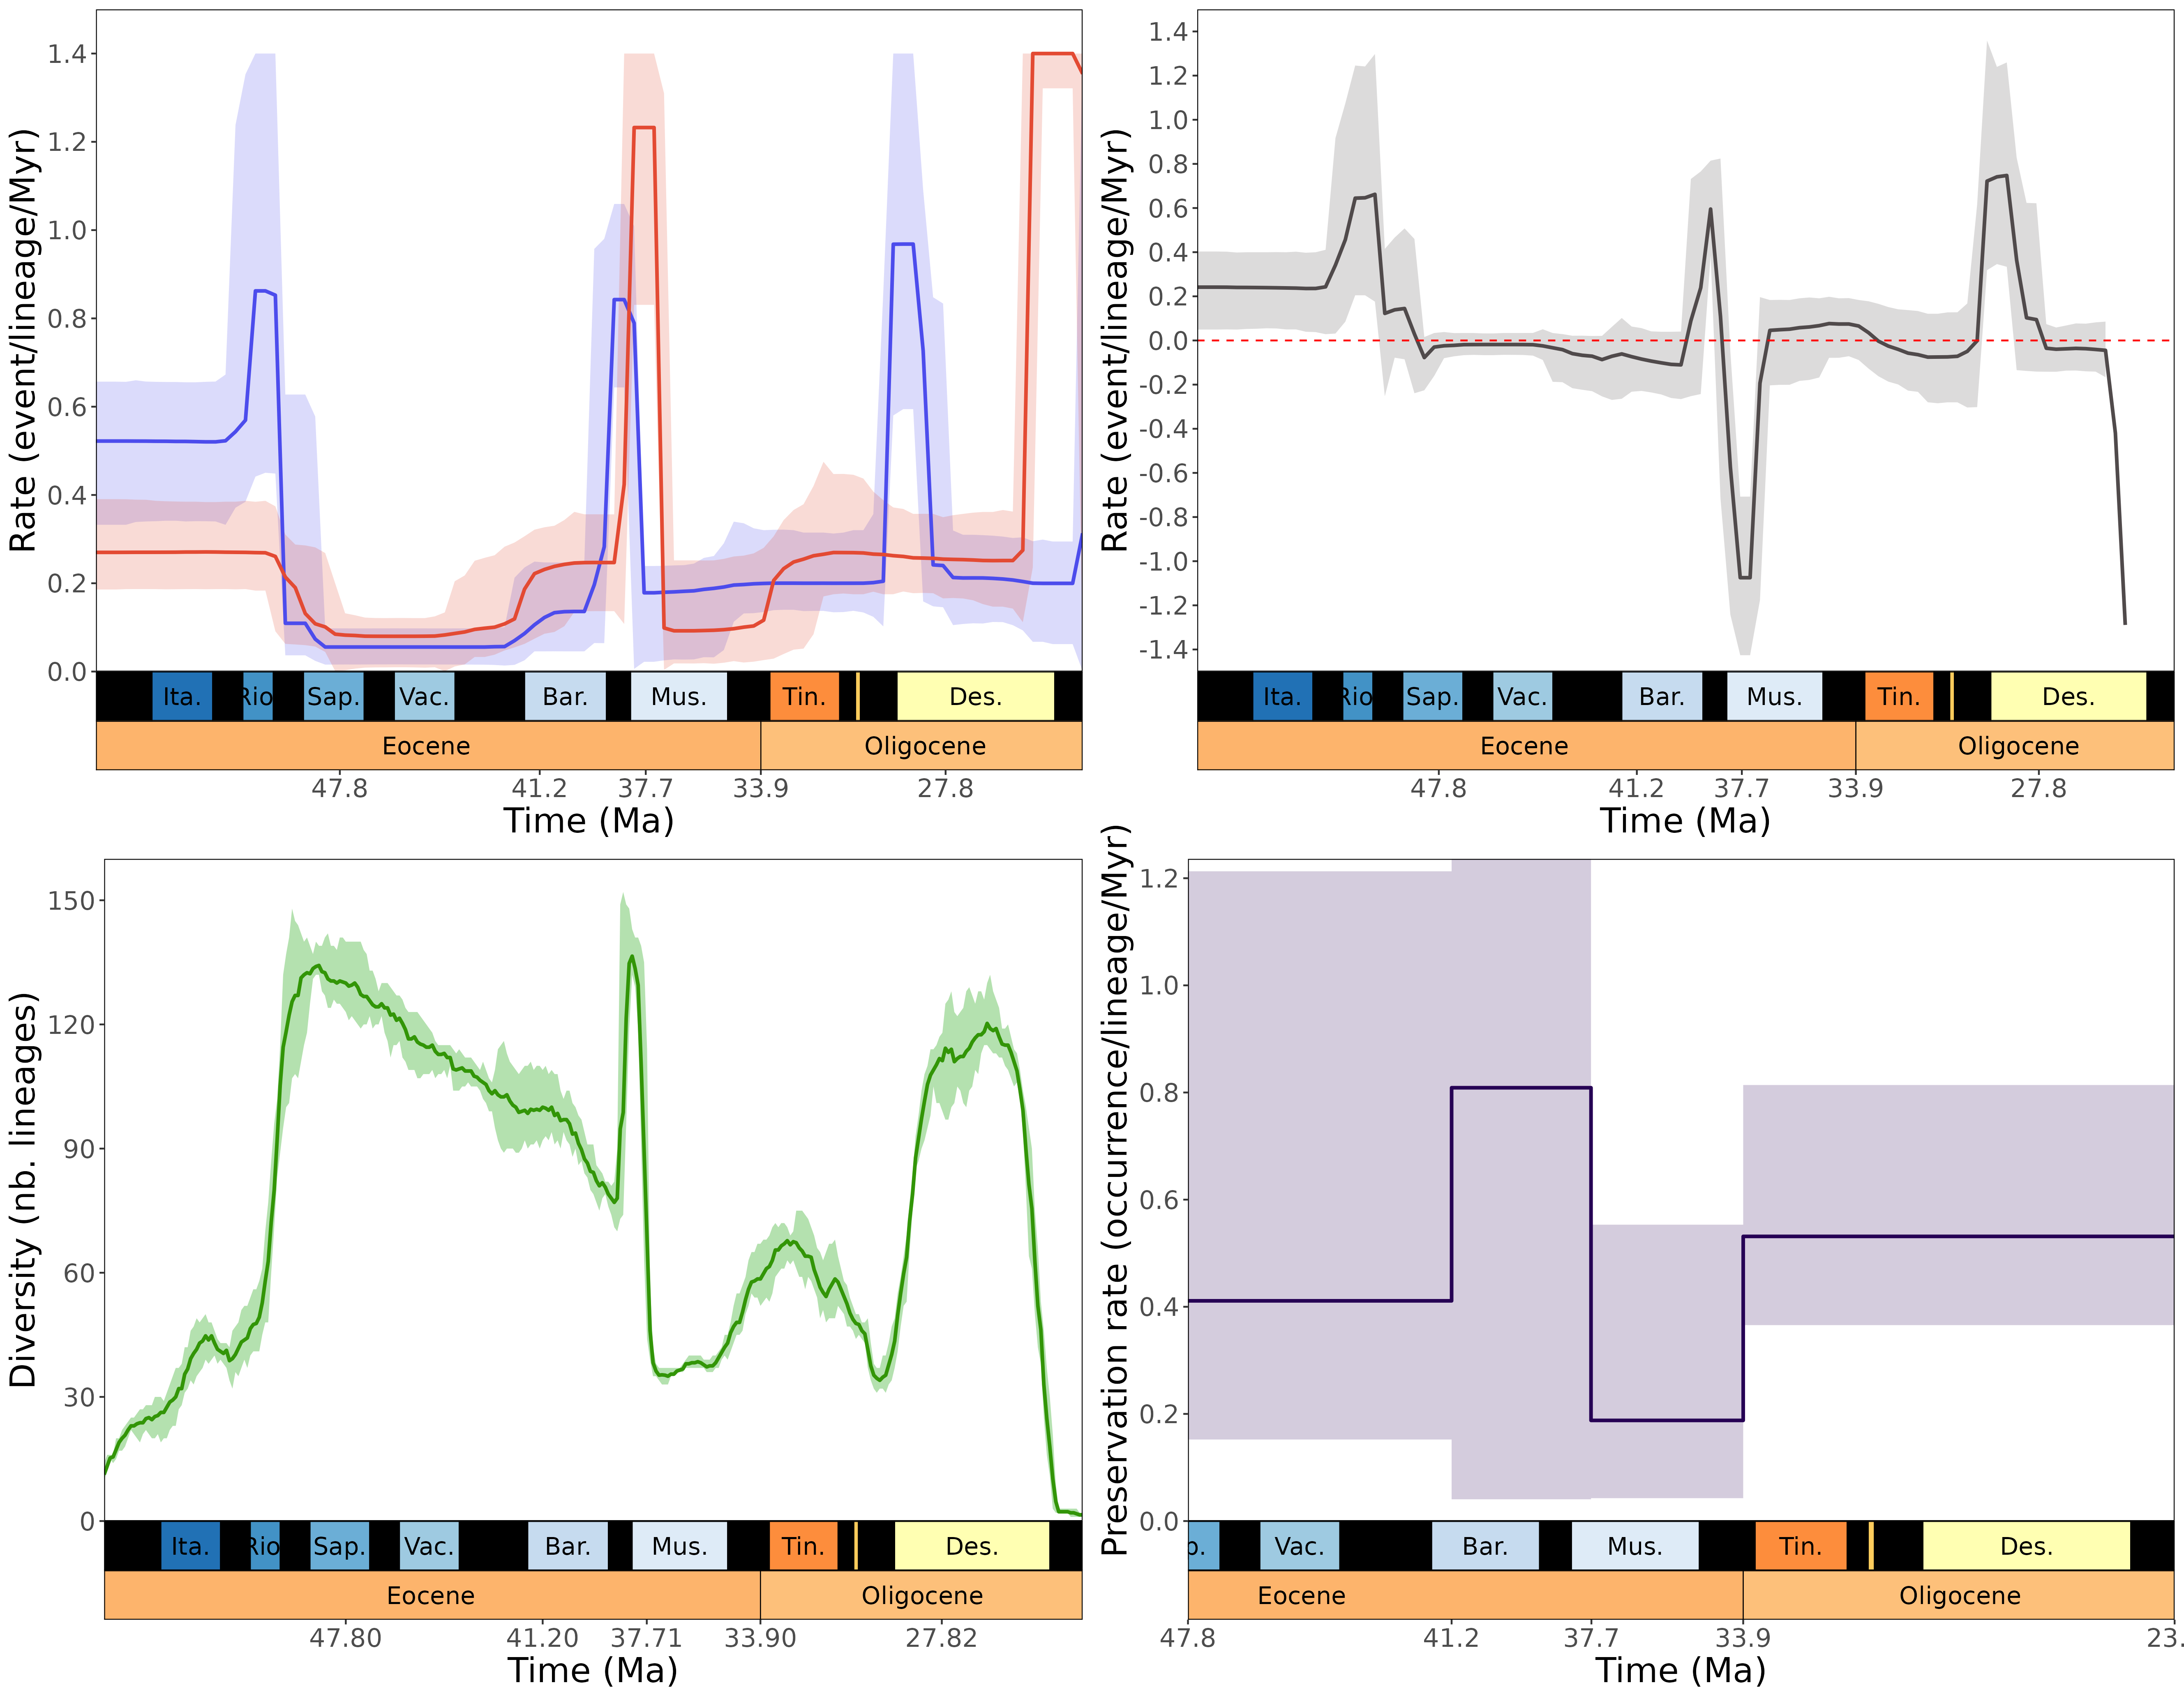 Rate (event/lineage/Myr)
1.4
1.2
1.0
0.8
0.6
0.4
0.2
0.0
Ita.
Rio
Sap.
Vac.
Bar.
Mus.
Tin.
Des.
Eocene
Oligocene
47.8
41.2
37.7
33.9
27.8
Time (Ma)
Rate (event/lineage/Myr)
1.4
1.2
1.0
0.8
0.6
0.4
0.2
0.0
-0.2
-0.4
-0.6
-0.8
-1.0
-1.2
-1.4
Ita.
Rio
Sap.
Vac.
Bar.
Mus.
Tin.
Des.
Eocene
Oligocene
47.8
41.2
37.7
33.9
27.8
Time (Ma)
Diversity (nb. lineages)
150
120
90
60
30
0
Ita.
Rio
Sap.
Vac.
Bar.
Mus.
Tin.
Des.
Eocene
Oligocene
47.80
41.20
37.71
33.90
27.82
Time (Ma)
Preservation rate (occurrence/lineage/Myr)
1.2
1.0
0.8
0.6
0.4
0.2
0.0
p.
Vac.
Bar.
Mus.
Tin.
Des.
Eocene
Oligocene
47.8
41.2
37.7
33.9
23.
Time (Ma)